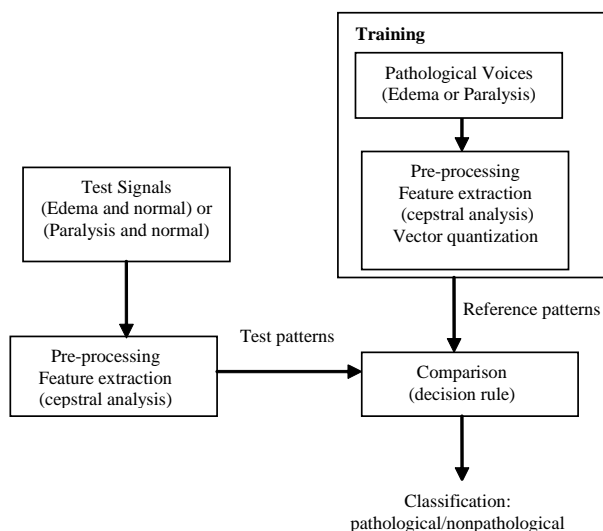 Training
Pathological Voices
(Edema or Paralysis)
Pre-processing
Feature extraction
(cepstral analysis)
Vector quantization
Test Signals
(Edema and normal) or
(Paralysis and normal)
Reference patterns
Test patterns
Pre-processing
Feature extraction
(cepstral analysis)
Comparison
(decision rule)
Classification:
pathological/nonpathological